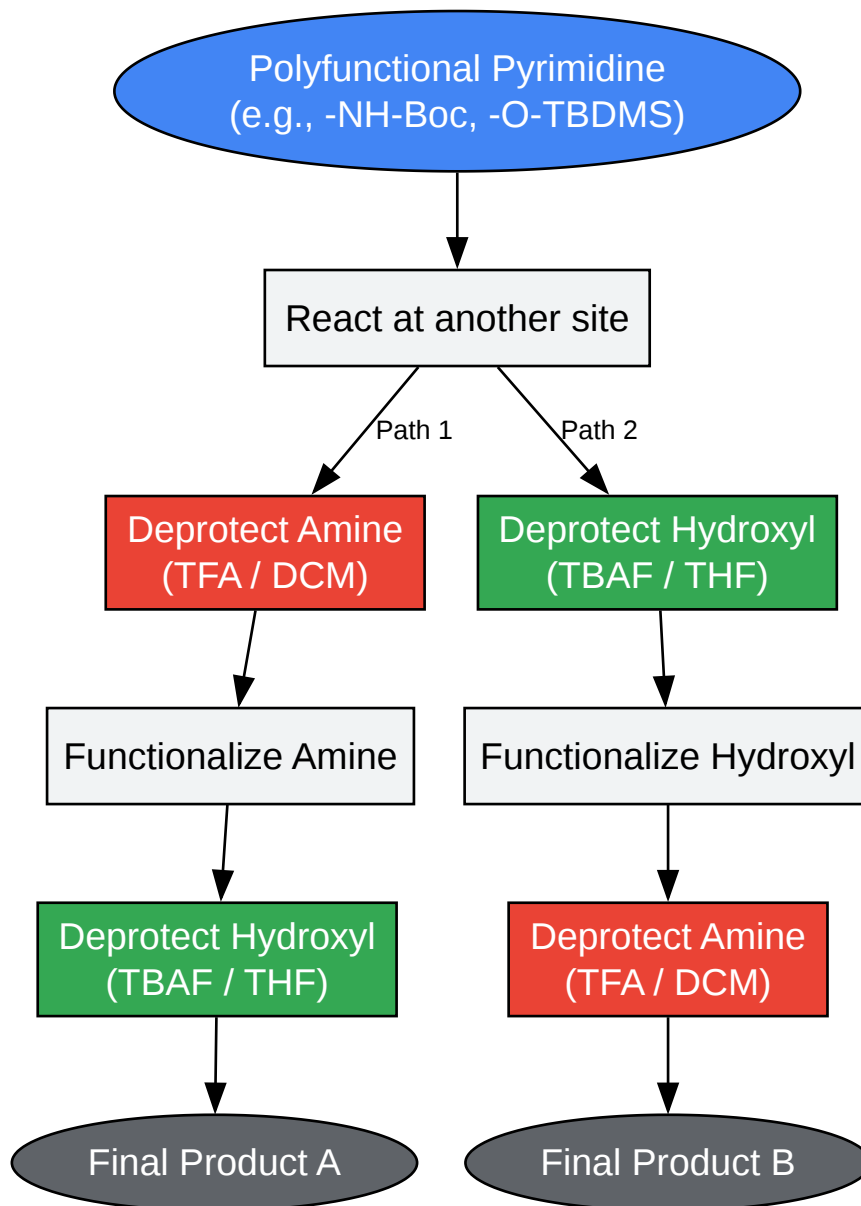 Polyfunctional Pyrimidine
(e.g., -NH-Boc, -O-TBDMS)
React at another site
Path 1
Path 2
Deprotect Amine
(TFA / DCM)
Deprotect Hydroxyl
(TBAF / THF)
Functionalize Amine
Functionalize Hydroxyl
Deprotect Hydroxyl
(TBAF / THF)
Deprotect Amine
(TFA / DCM)
Final Product A
Final Product B